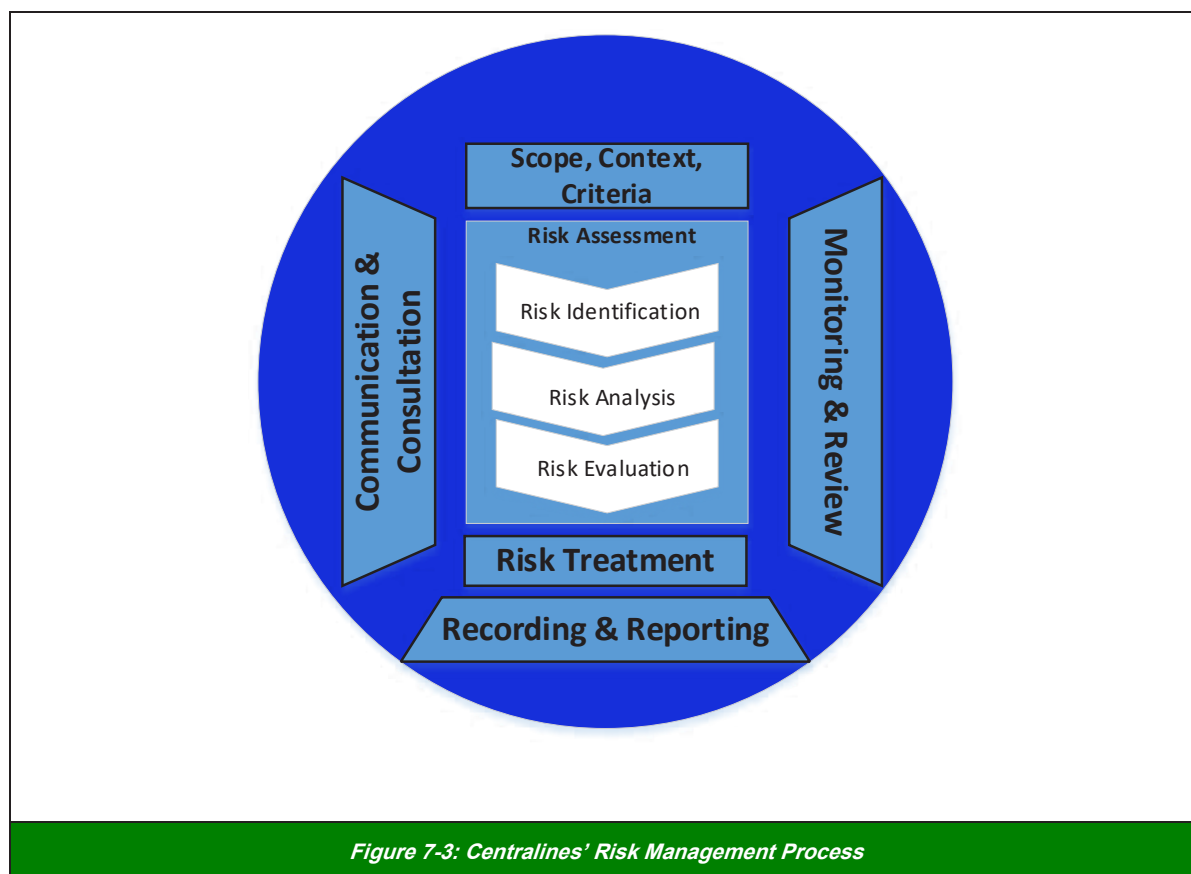 Scope, Context,
Criteria
Risk Assessment
Risk Identification
Risk Analysis
Risk Evaluation
Communication &
Consultation
Monitoring & Review
Risk Treatment
Recording & Reporting
Figure 7-3: Centralines’ Risk Management Process